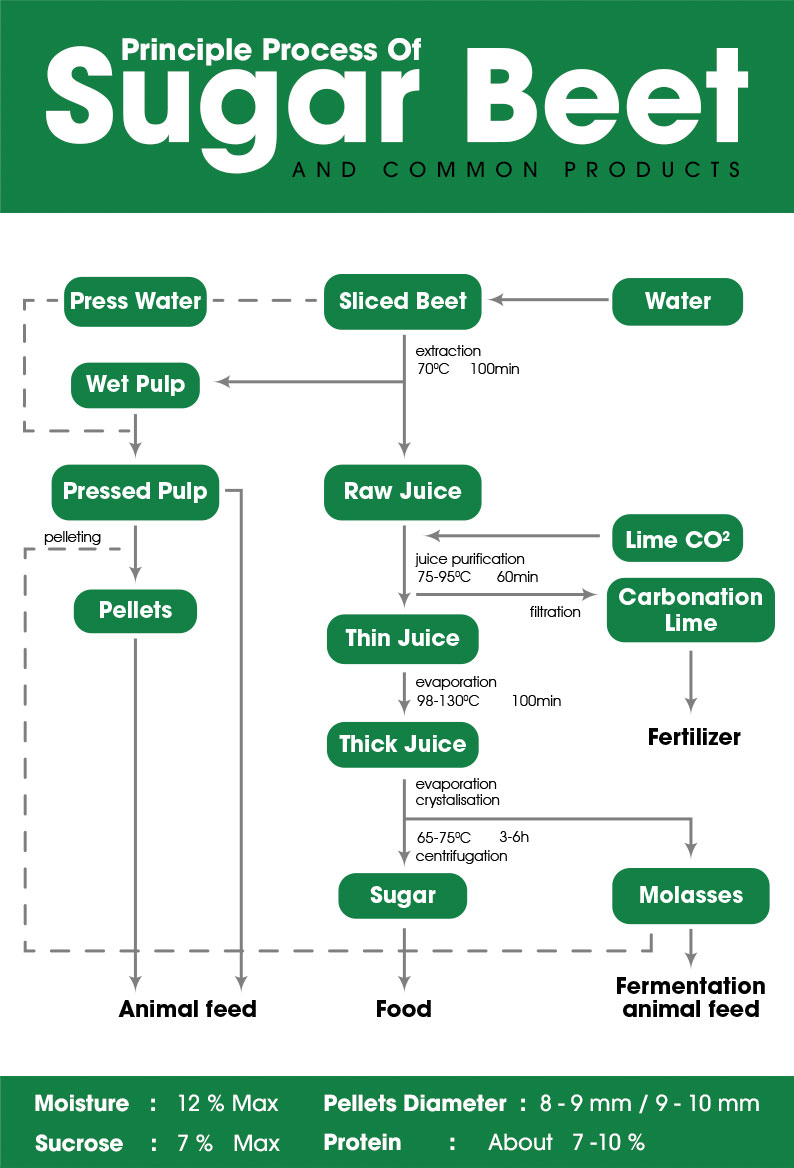 Principle Process Of
Sugar Beet
AND COMMON PRODUCTS
Press Water
Sliced Beet
Water
extraction
70ºC 100min
Wet Pulp
Pressed Pulp
Raw Juice
pelleting
Lime CO²
juice purification
75-95ºC 60min
filtration
Carbonation
Lime
Pellets
Thin Juice
evaporation
98-130ºC 100min
Fertilizer
Thick Juice
evaporation
crystalisation
65-75ºC 3-6h
centrifugation
Sugar
Molasses
Animal feed
Food
Fermentation
animal feed
Moisture : 12 % Max
Pellets Diameter : 8 - 9 mm / 9 - 10 mm
Sucrose : 7 % Max
Protein : About 7 -10 %